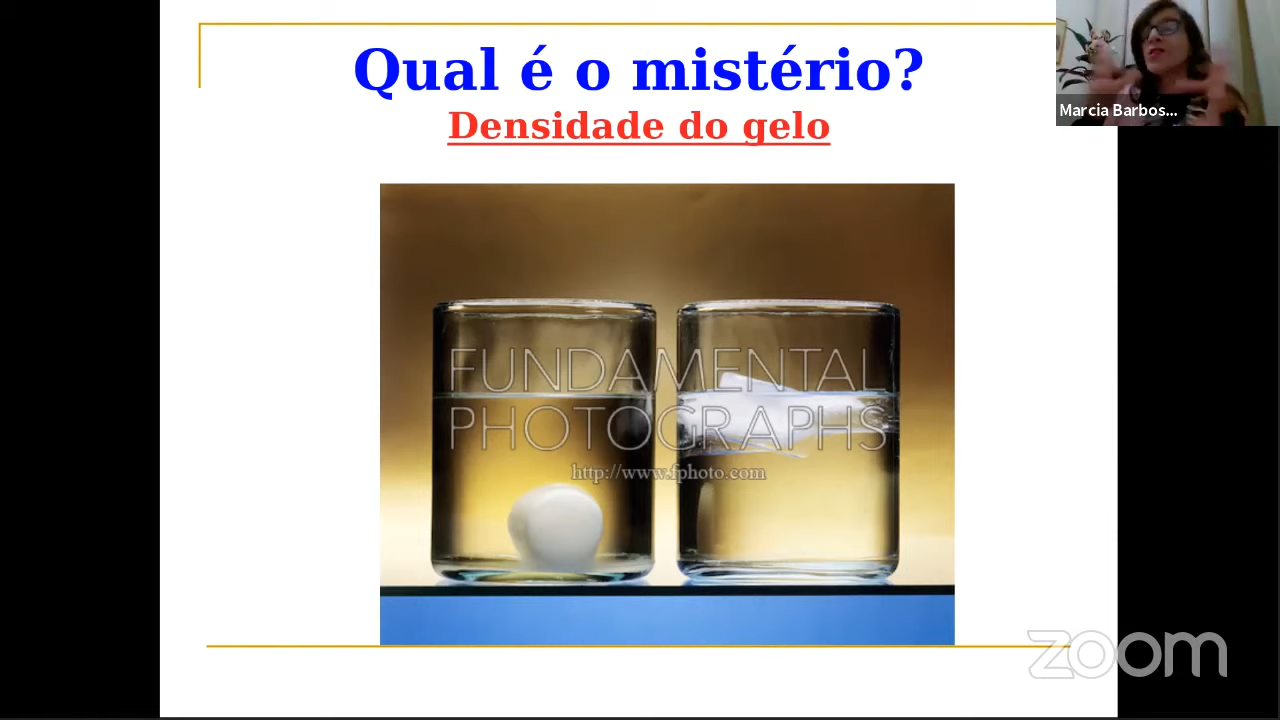 Qual é o mistério?
Densidade do gelo
Marcia Barbos...
FUNDAMENTAL
PHOTOGRAPHS
http://www.fphoto.com
zoom